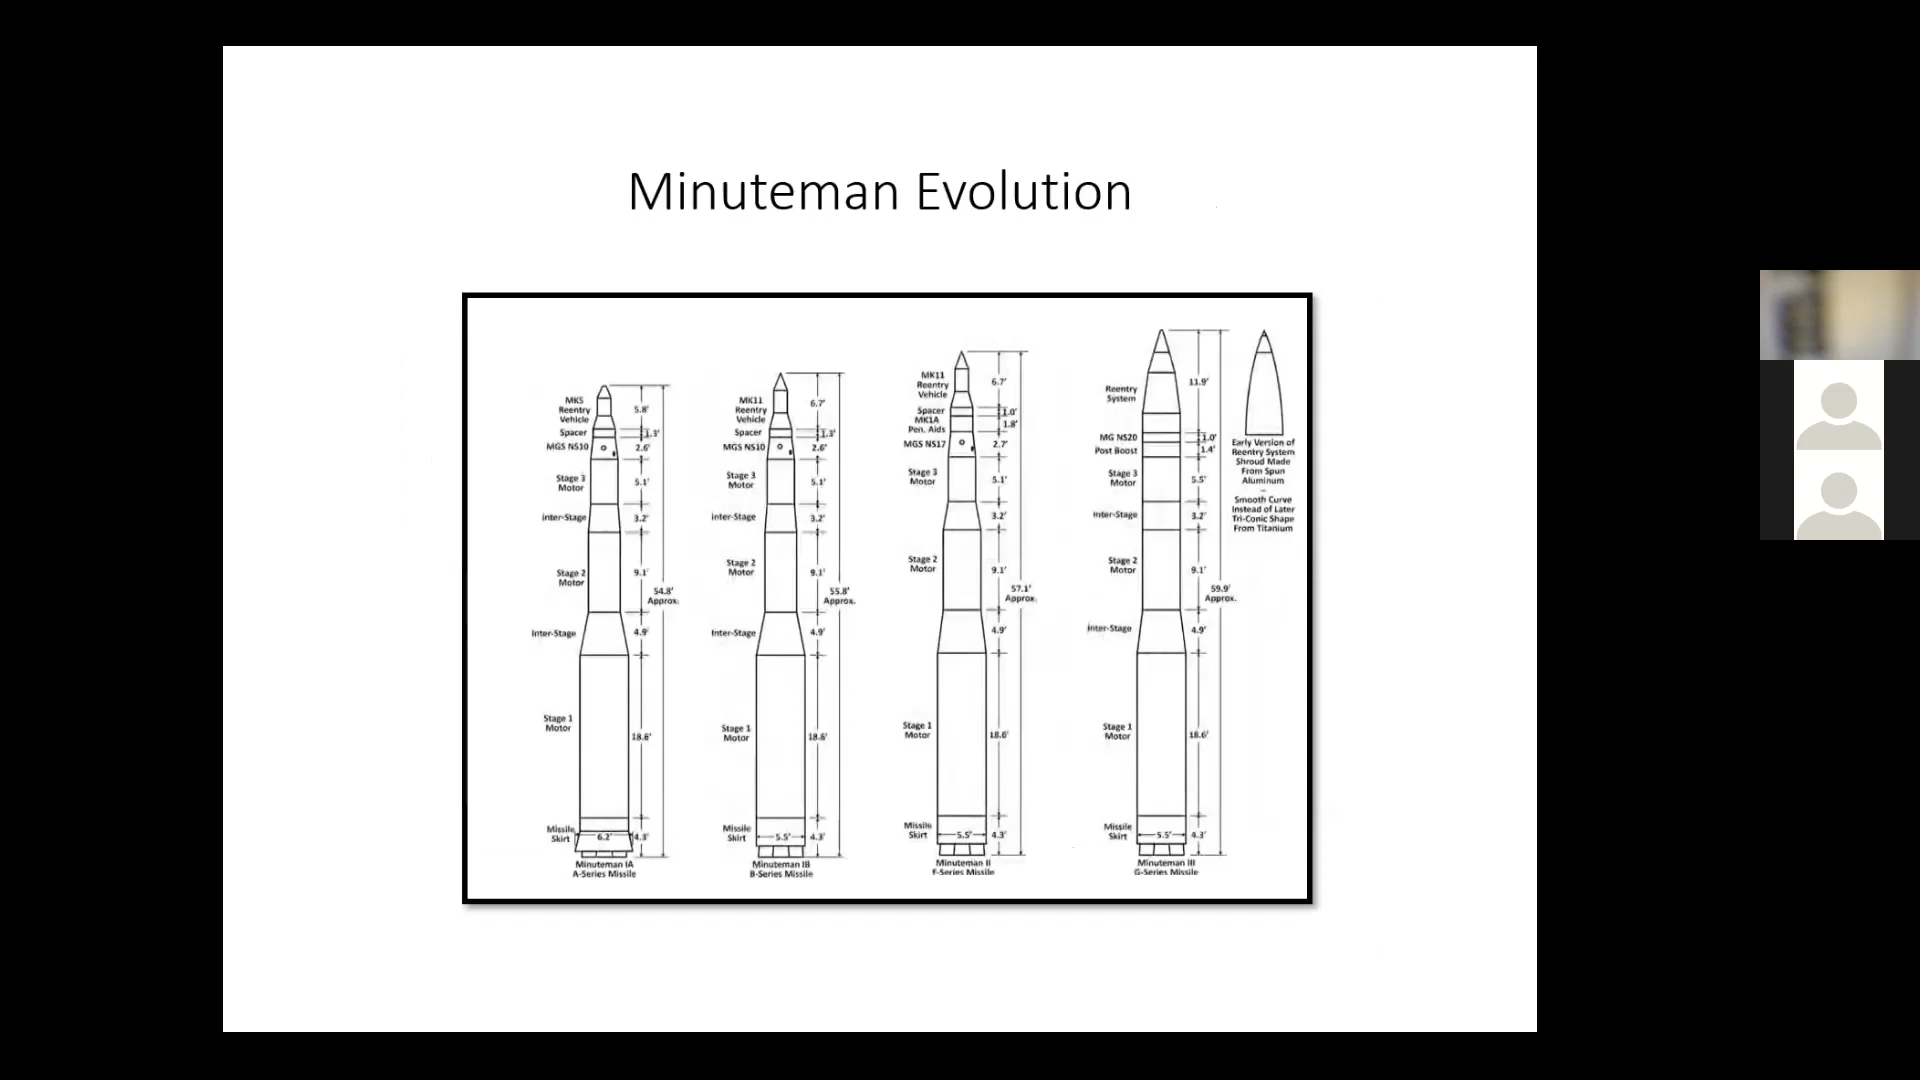 Minuteman Evolution
MK5
Reentry
Vehicle
Spacer
MGS NS10
Stage 3
Motor
Inter-Stage
Stage 2
Motor
Inter-Stage
Stage 1
Motor
Missile
Skirt
5.8'
1.3'
2.6'
5.1'
3.2'
9.1'
4.9'
18.6'
6.2'
4.3'
54.8'
Approx.
Minuteman IA
A-Series Missile
MK11
Reentry
Vehicle
Spacer
MGS NS10
Stage 3
Motor
Inter-Stage
Stage 2
Motor
Inter-Stage
Stage 1
Motor
Missile
Skirt
6.7'
1.3'
2.6'
5.1'
3.2'
9.1'
4.9'
18.6'
5.5'
4.3'
55.8'
Approx.
Minuteman IB
B-Series Missile
MK11
Reentry
Vehicle
Spacer
MK1A
Pen. Aids
MGS NS17
Stage 3
Motor
Stage 2
Motor
Stage 1
Motor
Missile
Skirt
6.7'
1.0'
1.8'
2.7'
5.1'
3.2'
9.1'
4.9'
18.6'
5.5'
4.3'
57.1'
Approx.
Minuteman II
F-Series Missile
Reentry
System
MG NS20
Post Boost
Stage 3
Motor
Inter-Stage
Stage 2
Motor
Inter-Stage
Stage 1
Motor
Missile
Skirt
11.9'
1.0'
1.4'
5.5'
3.2'
9.1'
4.9'
18.6'
5.5'
4.3'
59.9'
Approx.
Minuteman III
G-Series Missile
Early Version of
Reentry System
Shroud Made
From Spun
Aluminum
–
Smooth Curve
Instead of Later
Tri-Conic Shape
From Titanium